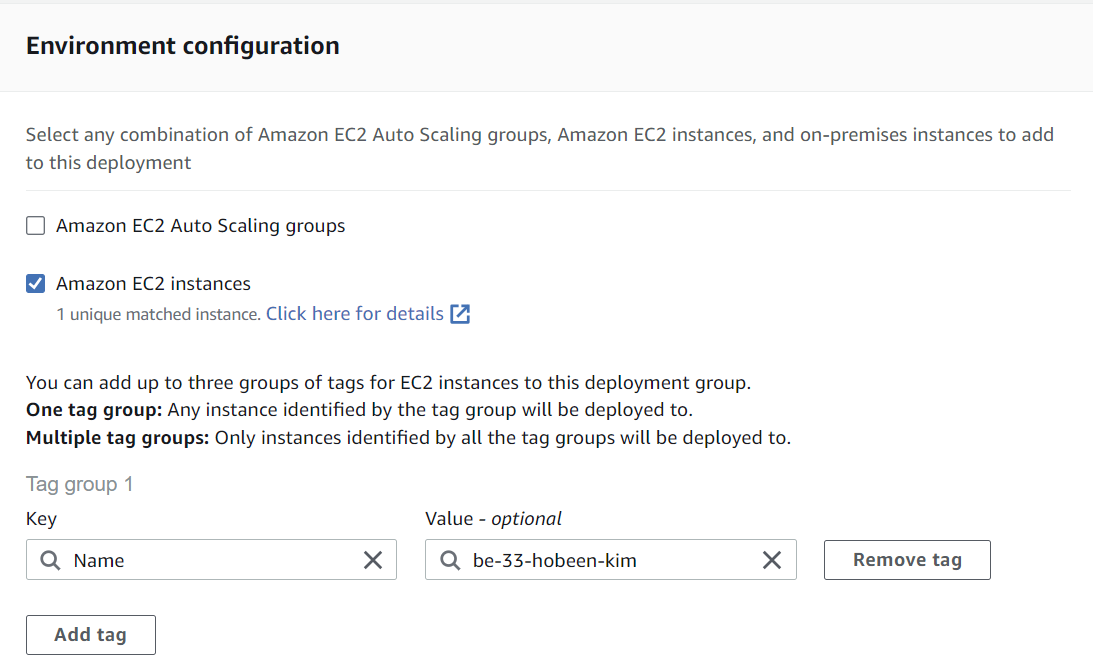 Environment configuration
Select any combination of Amazon EC2 Auto Scaling groups, Amazon EC2 instances, and on-premises instances to add
to this deployment
Amazon EC2 Auto Scaling groups
Amazon EC2 instances
1 unique matched instance. Click here for details
You can add up to three groups of tags for EC2 instances to this deployment group.
One tag group: Any instance identified by the tag group will be deployed to.
Multiple tag groups: Only instances identified by all the tag groups will be deployed to.
Tag group 1
Key
Value - optional
Name
be-33-hobeen-kim
Remove tag
Add tag